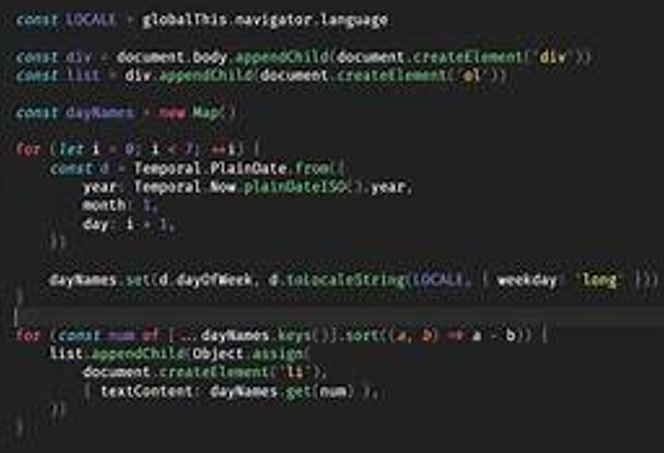 const LOCALE = globalThis.navigator.language
const div = document.body.appendChild(document.createElement('div'))
const list = div.appendChild(document.createElement('ol'))
const dayNames = new Map()
for (let i = 0; i < 7; ++i) {
const d = Temporal.PlainDate.from({
year: Temporal.Now.plainDateISO().year,
month: 1,
day: i + 1,
})
dayNames.set(d.dayOfWeek, d.toLocaleString(LOCALE, { weekday: 'long' }))
}
for (const num of [...dayNames.keys()].sort((a, b) => a - b)) {
list.appendChild(Object.assign(
document.createElement('li'),
{ textContent: dayNames.get(num) },
))
}